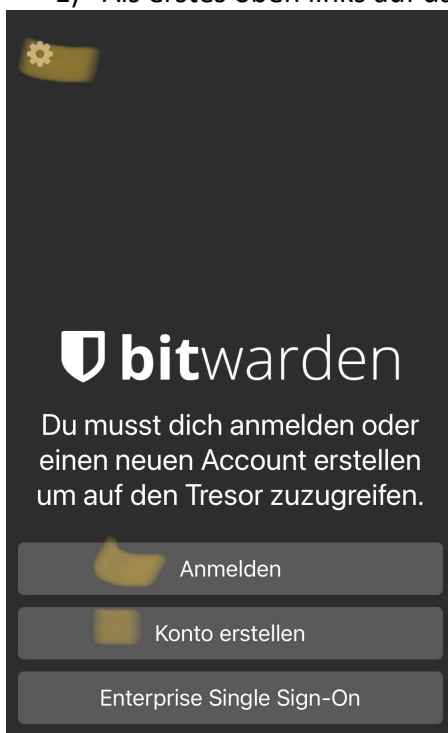 Als erstes oben links auf da
bitwarden
Du musst dich anmelden oder
einen neuen Account erstellen
um auf den Tresor zuzugreifen.
Anmelden
Konto erstellen
Enterprise Single Sign-On